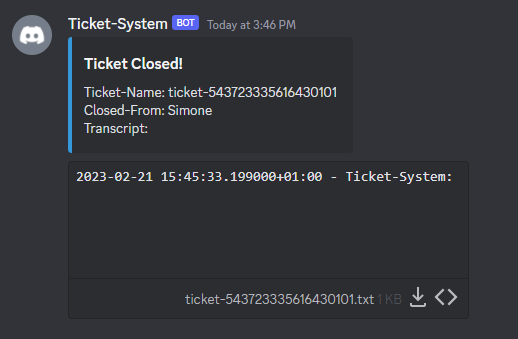 Ticket-System BOT Today at 3:46 PM
Ticket Closed!
Ticket-Name: ticket-543723335616430101
Closed-From: Simone
Transcript:
2023-02-21 15:45:33.199000+01:00 - Ticket-System:
ticket-543723335616430101.txt 1 KB